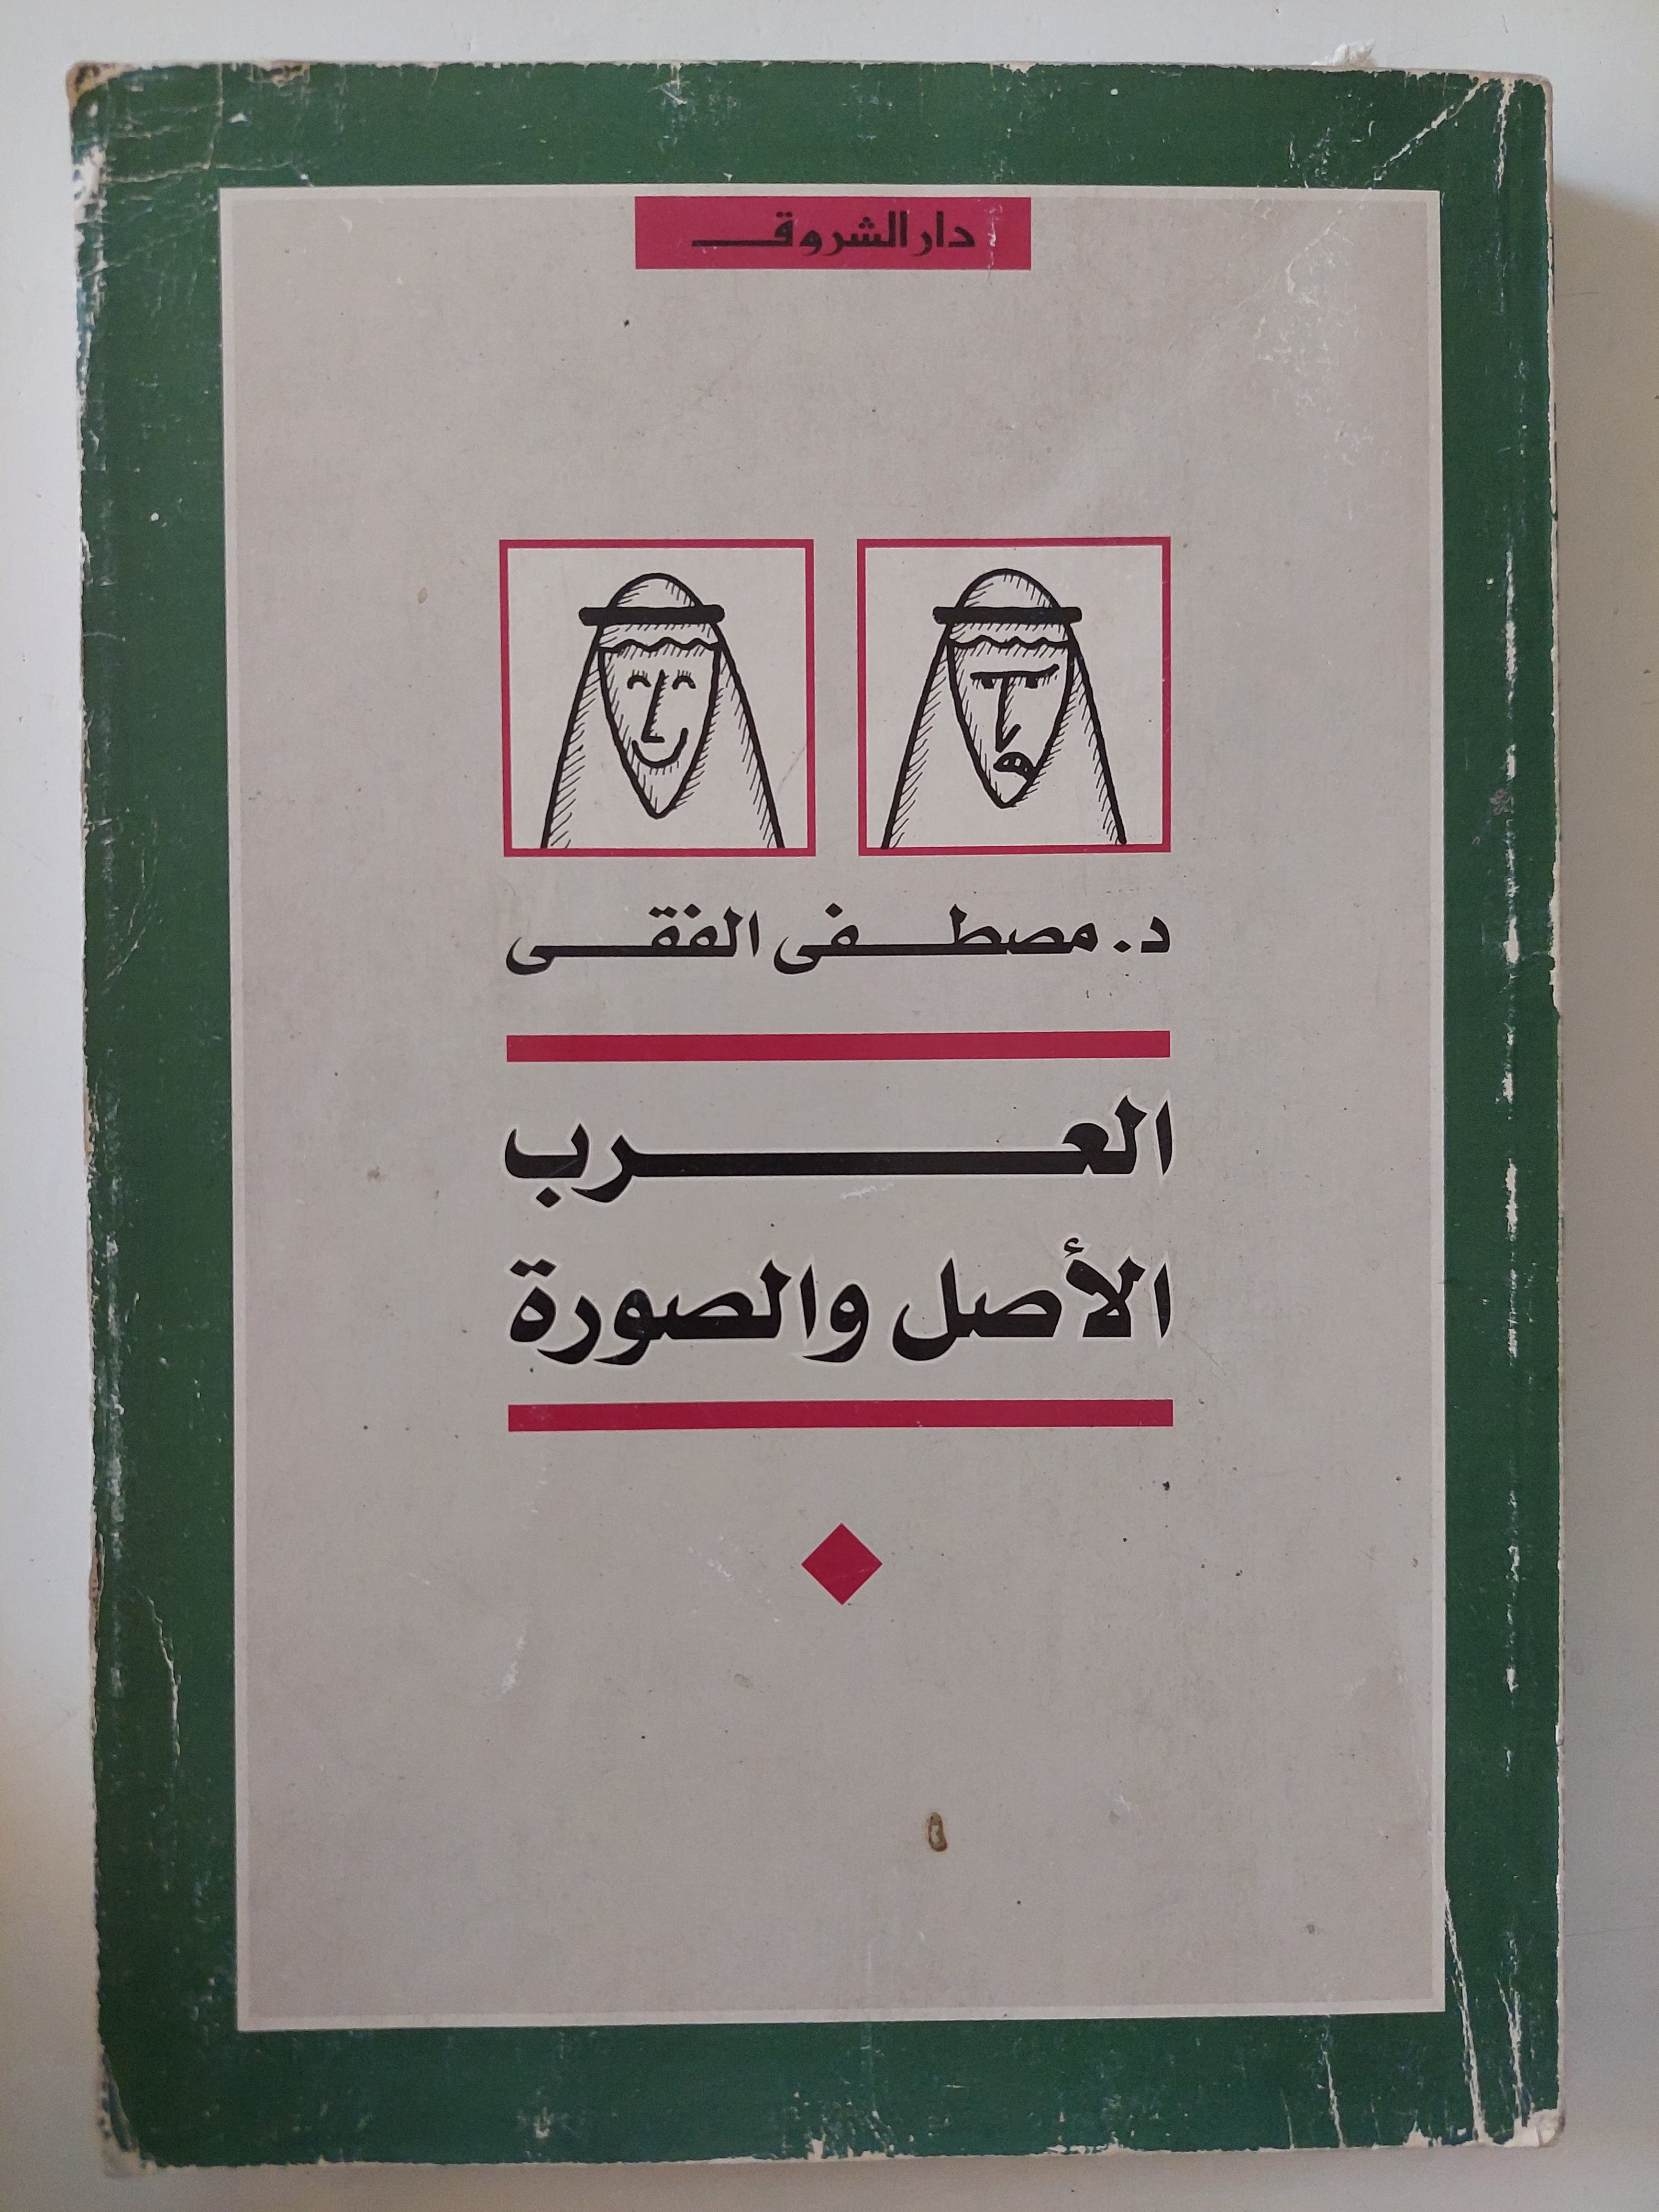 دار الشروق
د. مصطفى الفقى
العرب
الأصل والصورة